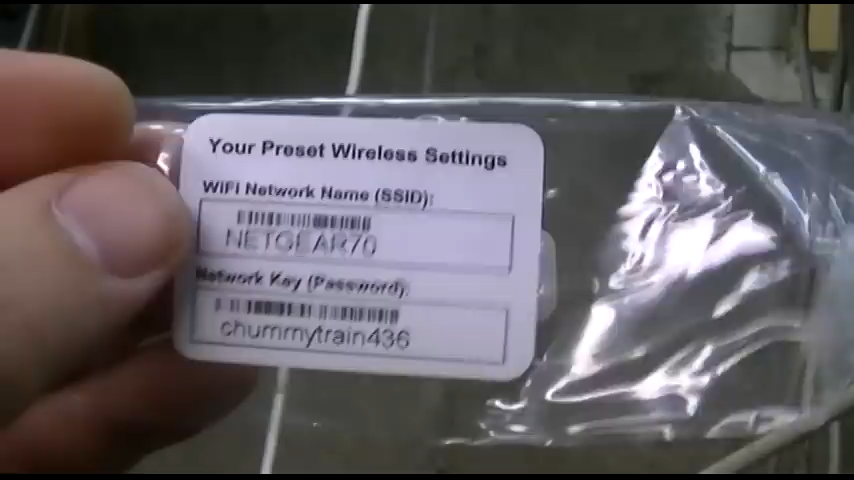 Your Preset Wireless Settings
WiFi Network Name (SSID):
NETGEAR70
Network Key (Password):
chummytrain436